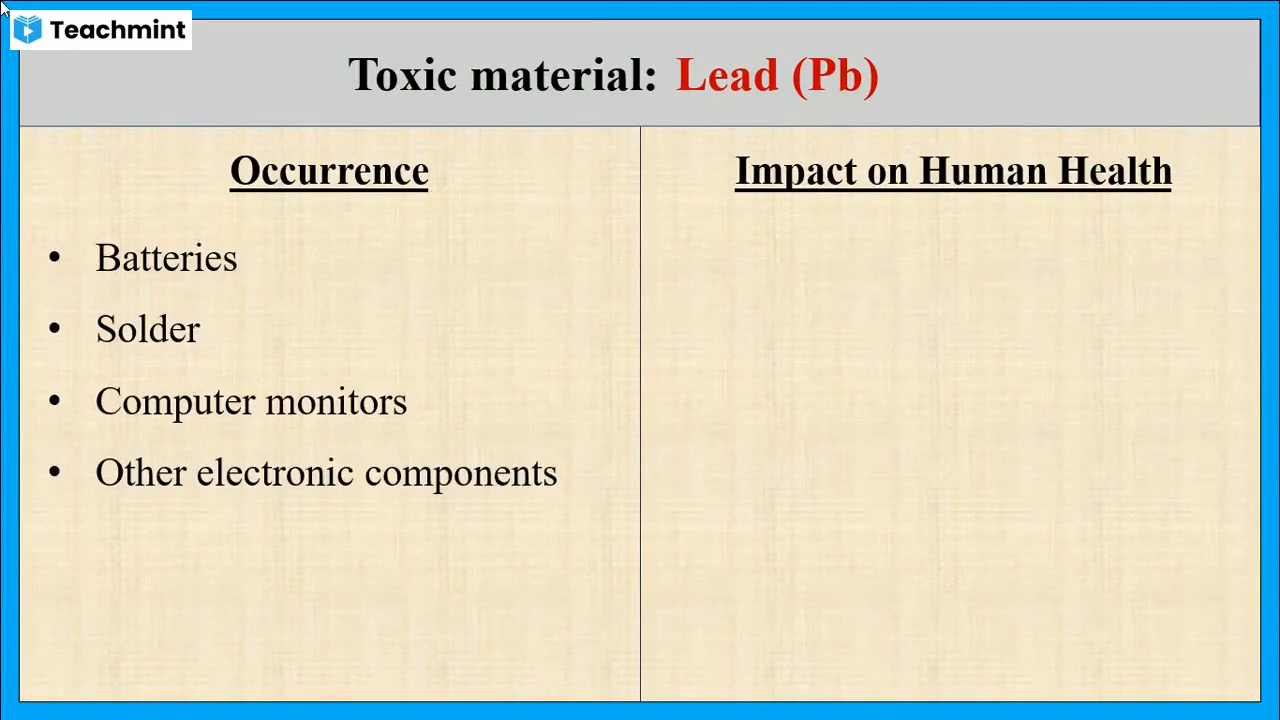 Teachmint
Toxic material: Lead (Pb)
Occurrence
• Batteries
• Solder
• Computer monitors
• Other electronic components
Impact on Human Health